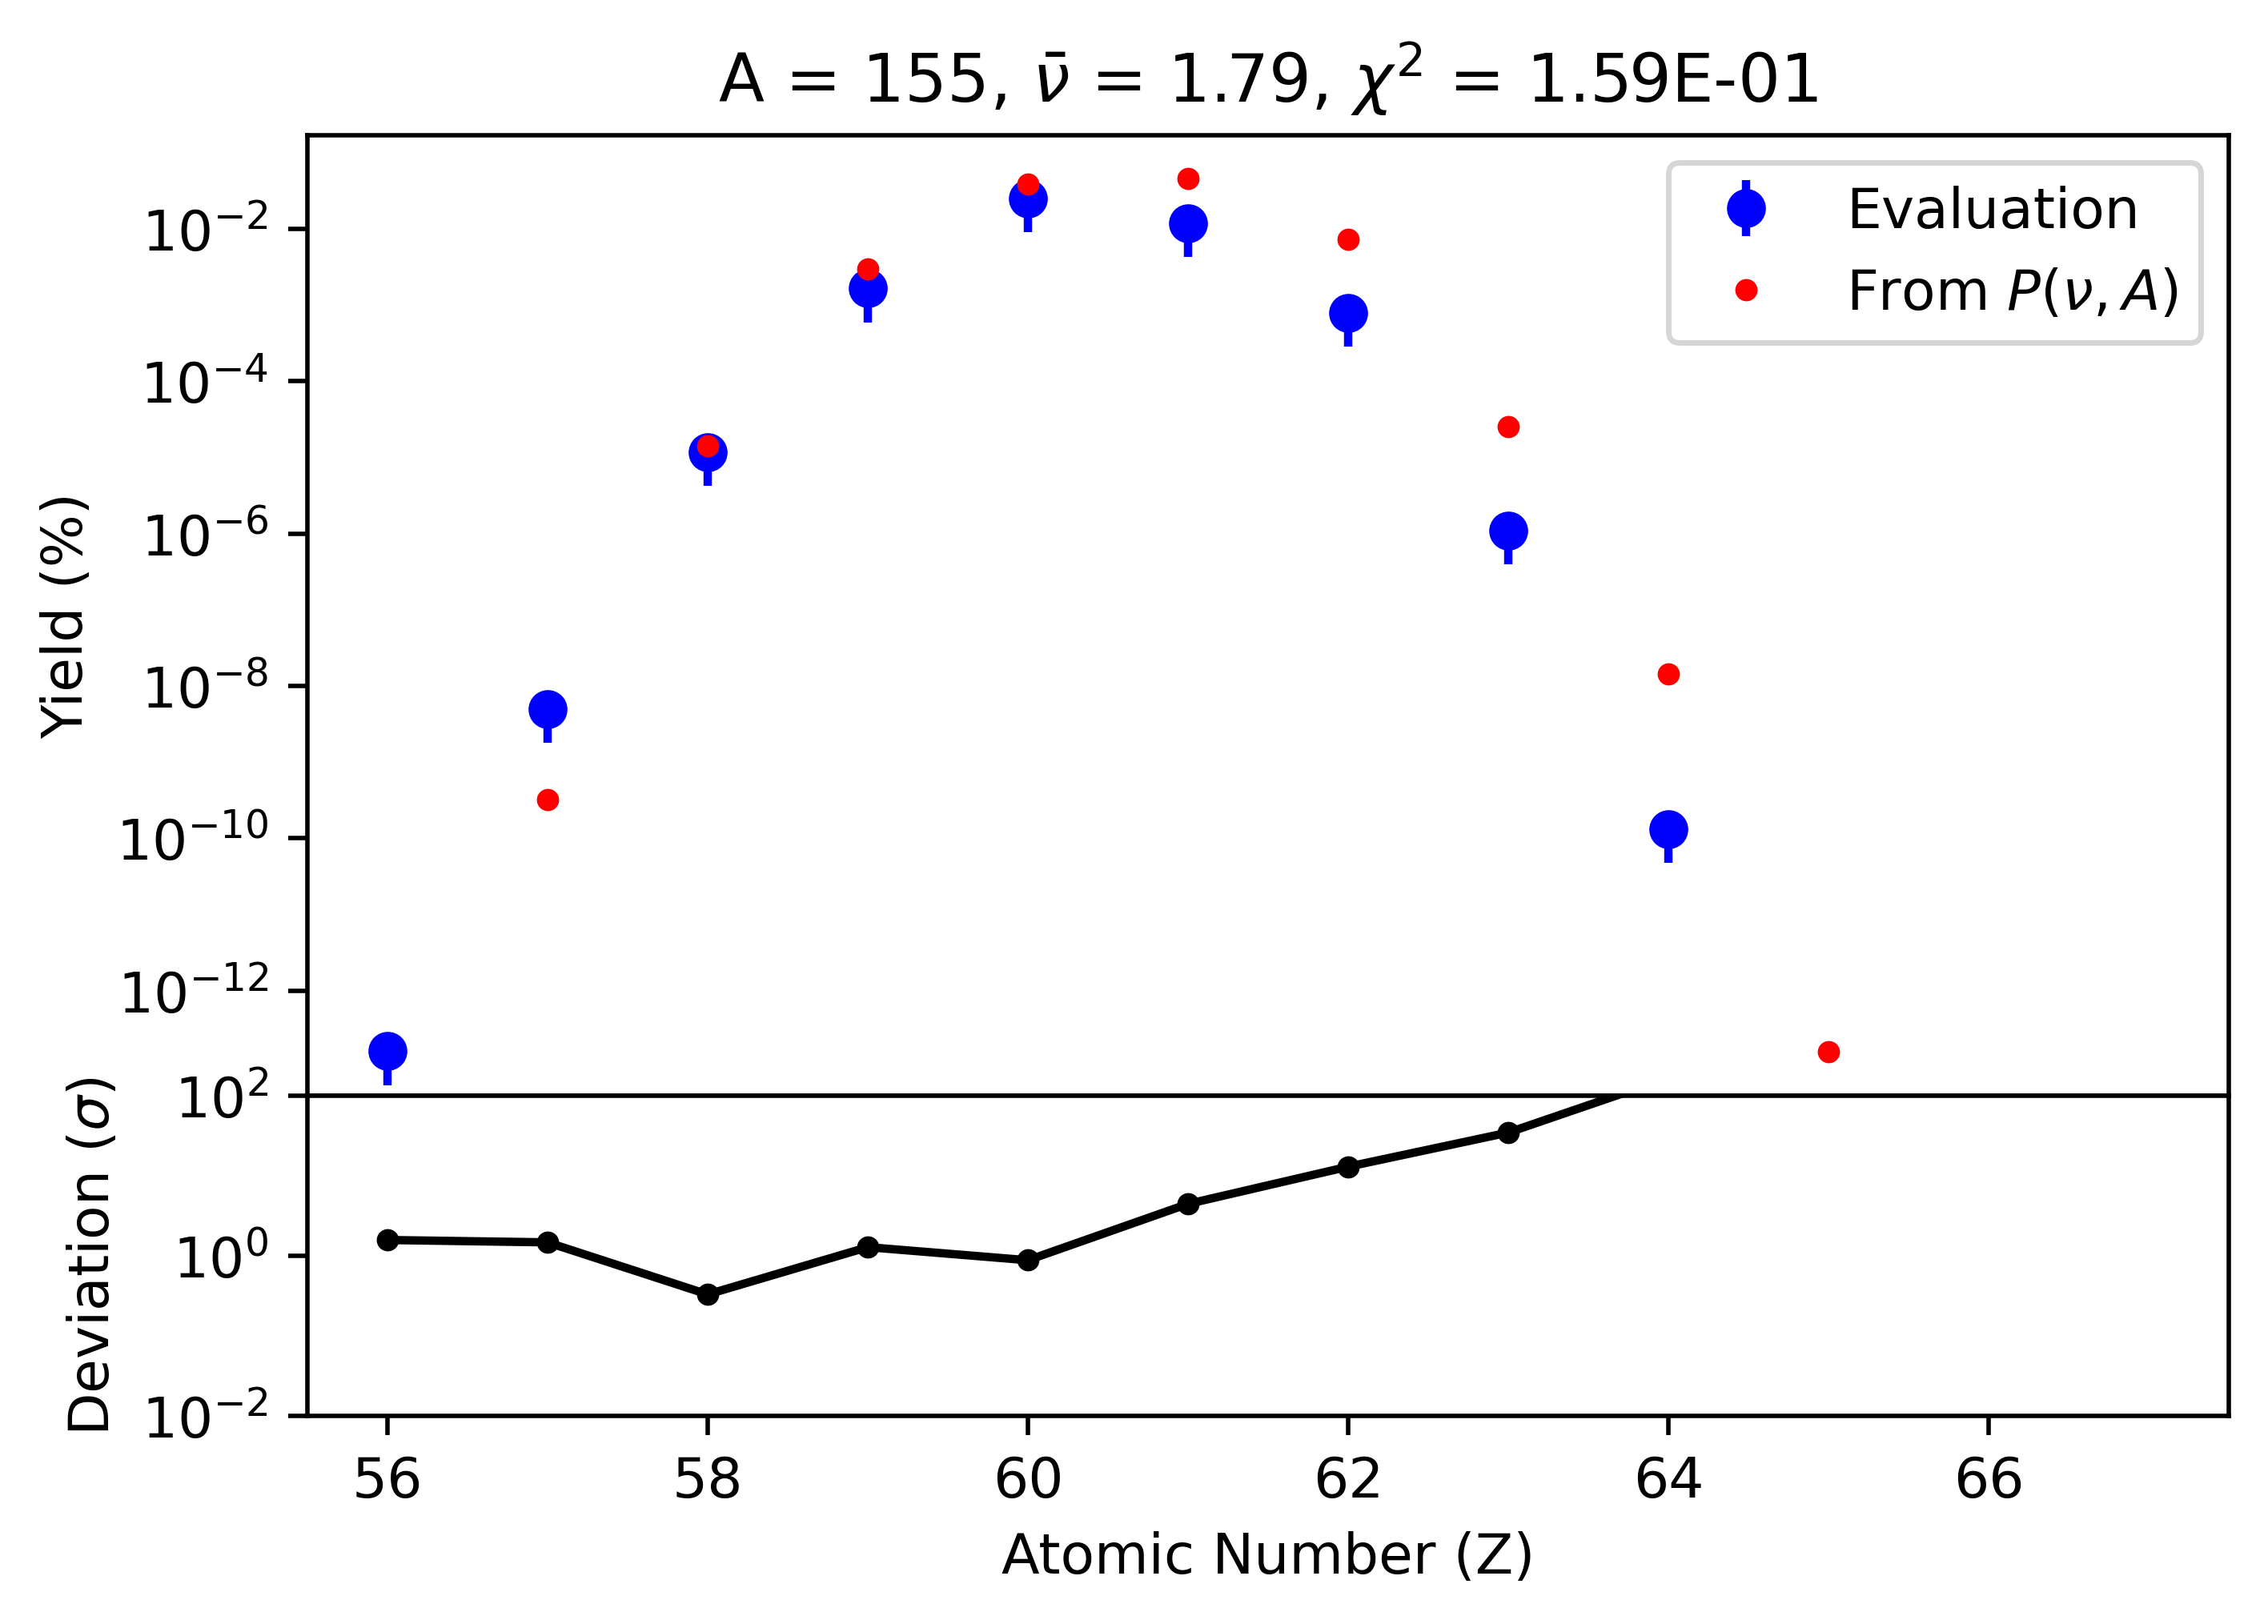 A = 155, ν̄ = 1.79, χ² = 1.59E-01
Evaluation
From P(ν, A)
Yield (%)
10⁻²
10⁻⁴
10⁻⁶
10⁻⁸
10⁻¹⁰
10⁻¹²
Deviation (σ)
10²
10⁰
10⁻²
56 58 60 62 64 66
Atomic Number (Z)